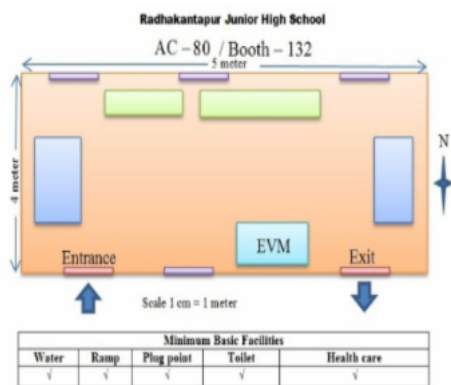 Radhakantapur Junior High School
AC – 80 / Booth – 132
5 meter
4 meter
N
EVM
Entrance
Exit
Scale 1 cm = 1 meter
Minimum Basic Facilities
Water Ramp Plug point Toilet Health care
√ √ √ √ √